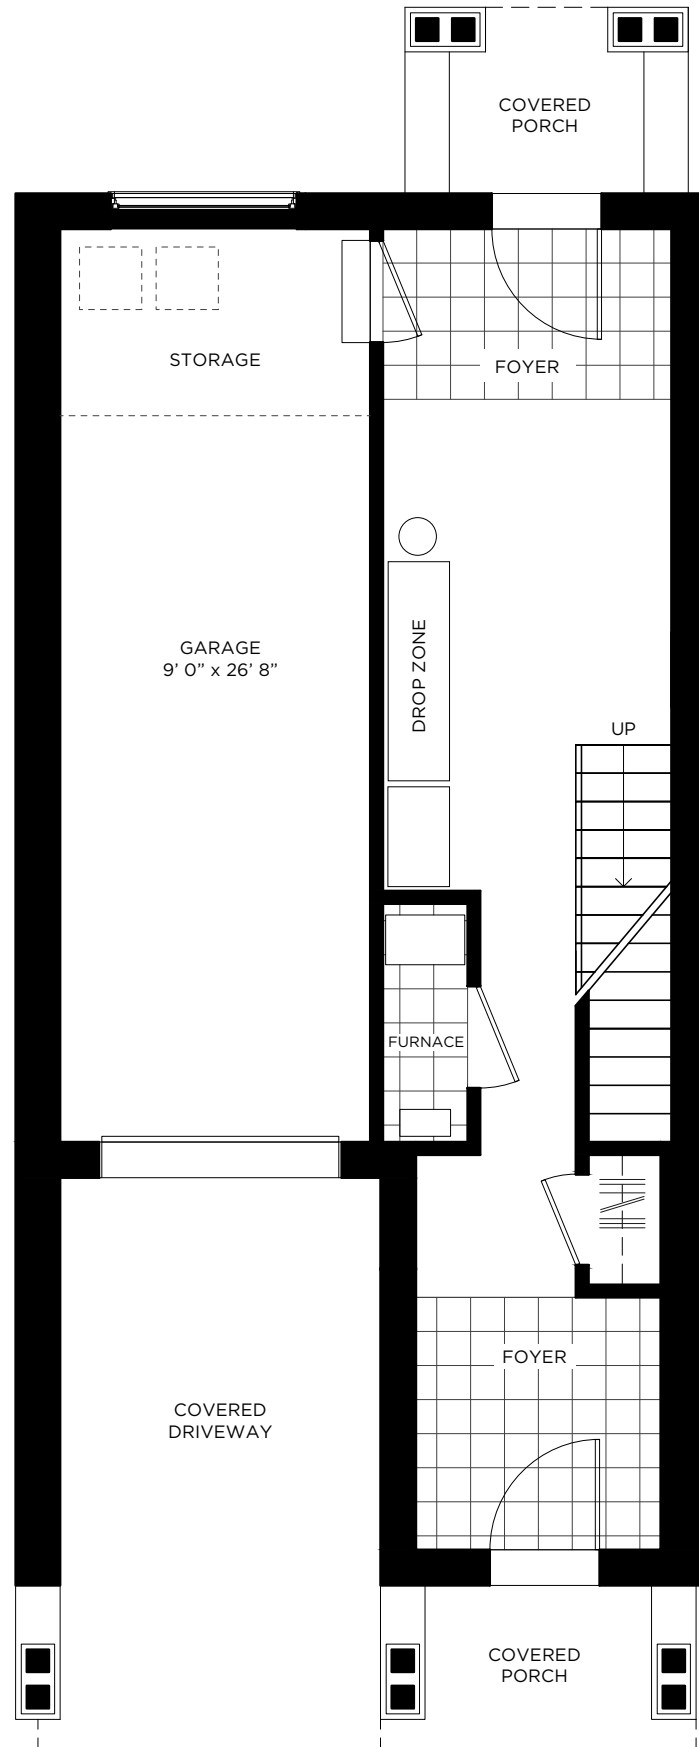 COVERED
PORCH
STORAGE
FOYER
DROP ZONE
GARAGE
9’ 0” x 26’ 8”
UP
FURNACE
FOYER
COVERED
DRIVEWAY
COVERED
PORCH